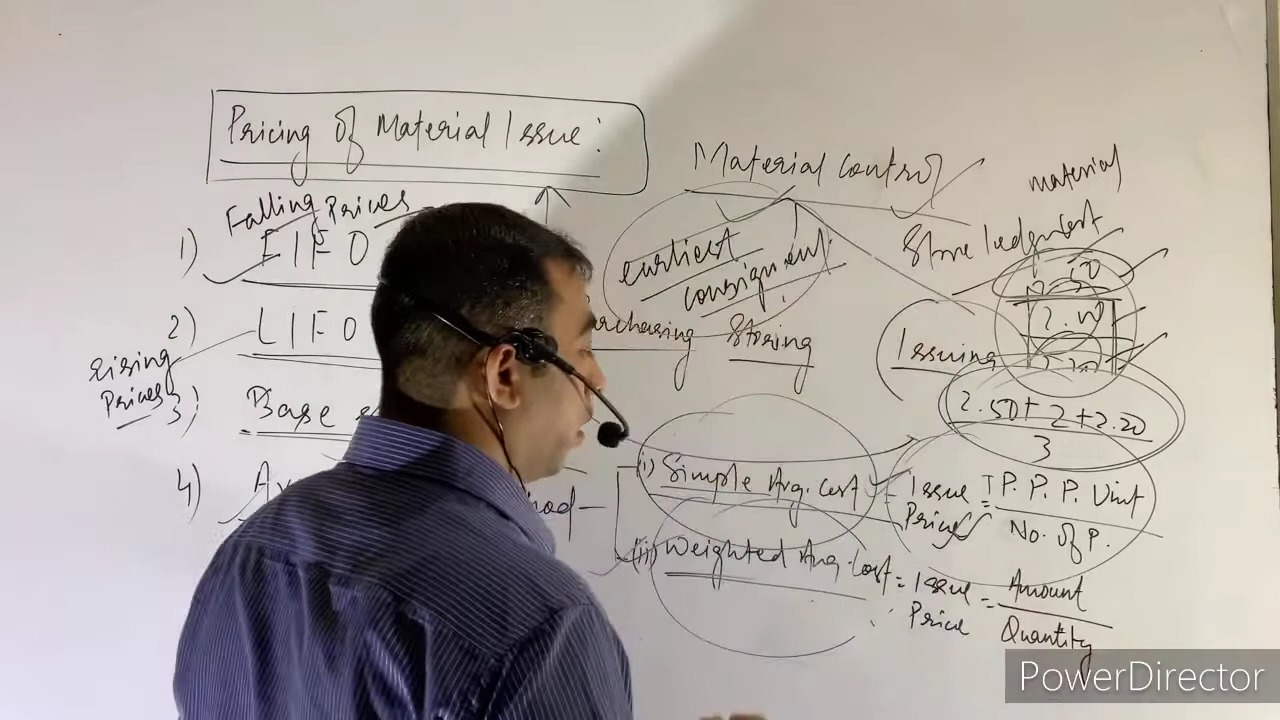 Pricing of Material Issue:
Falling Prices
1) FIFO
2) LIFO
rising
Prices
3) Base
4)
Material control
earliest
consignment
Storing
Issuing
material
Store ledgment
2.50 + 2 + 2.20
3
(i) Simple Avg. Cost = Issue Price = T.P.P.P. Unit
No. of P.
(ii) Weighted Avg. Cost = Issue Price = Amount
Quantity
PowerDirector